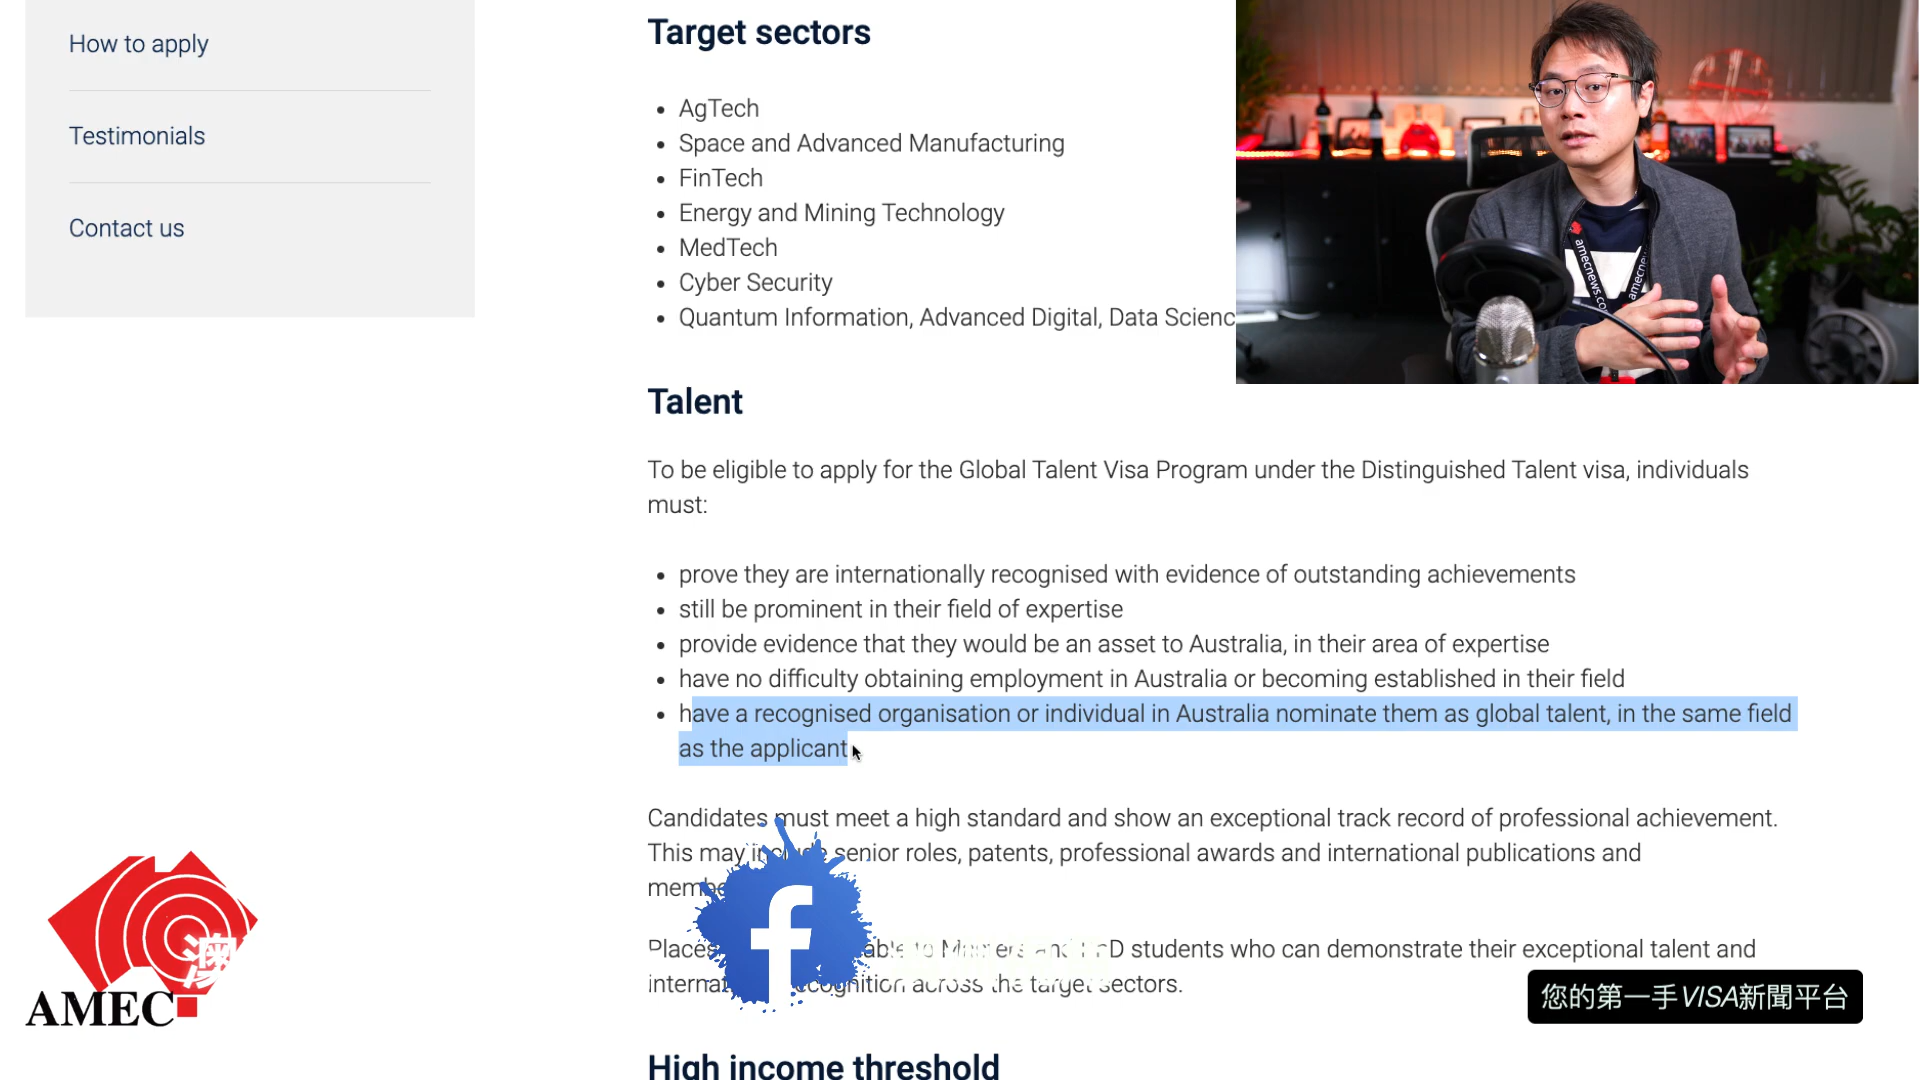 How to apply
Testimonials
Contact us
Target sectors
AgTech
Space and Advanced Manufacturing
FinTech
Energy and Mining Technology
MedTech
Cyber Security
Quantum Information, Advanced Digital, Data Scienc
Talent
To be eligible to apply for the Global Talent Visa Program under the Distinguished Talent visa, individuals
must:
prove they are internationally recognised with evidence of outstanding achievements
still be prominent in their field of expertise
provide evidence that they would be an asset to Australia, in their area of expertise
have no difficulty obtaining employment in Australia or becoming established in their field
have a recognised organisation or individual in Australia nominate them as global talent, in the same field
as the applicant
Candidates must meet a high standard and show an exceptional track record of professional achievement.
This may senior roles, patents, professional awards and international publications and
students who can demonstrate their exceptional talent and
across the target sectors.
High income threshold
amecnews.co
amecne
f
澳
AMEC
您的第一手VISA新聞平台